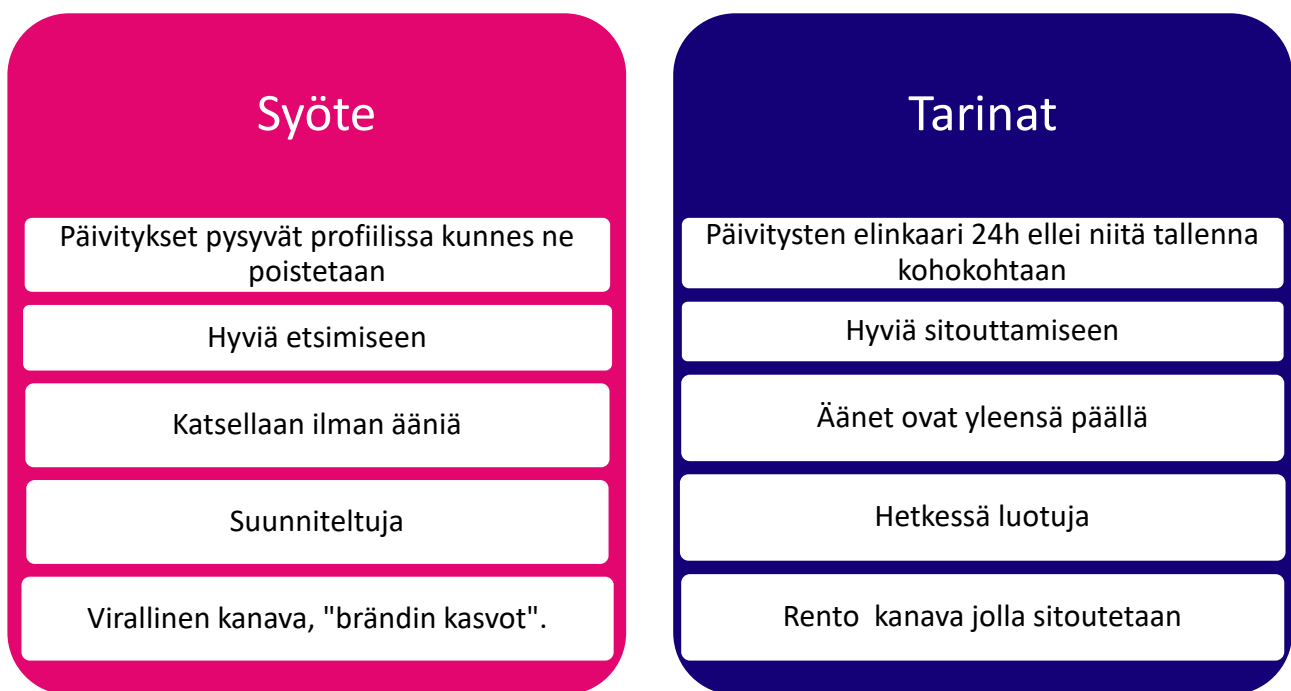 Syöte
Päivitykset pysyvät profiilissa kunnes ne
poistetaan
Hyviä etsimiseen
Katsellaan ilman ääniä
Suunniteltuja
Virallinen kanava, "brändin kasvot".
Tarinat
Päivitysten elinkaari 24h ellei niitä tallenna
kohokohtaan
Hyviä sitouttamiseen
Äänet ovat yleensä päällä
Hetkessä luotuja
Rento  kanava jolla sitoutetaan